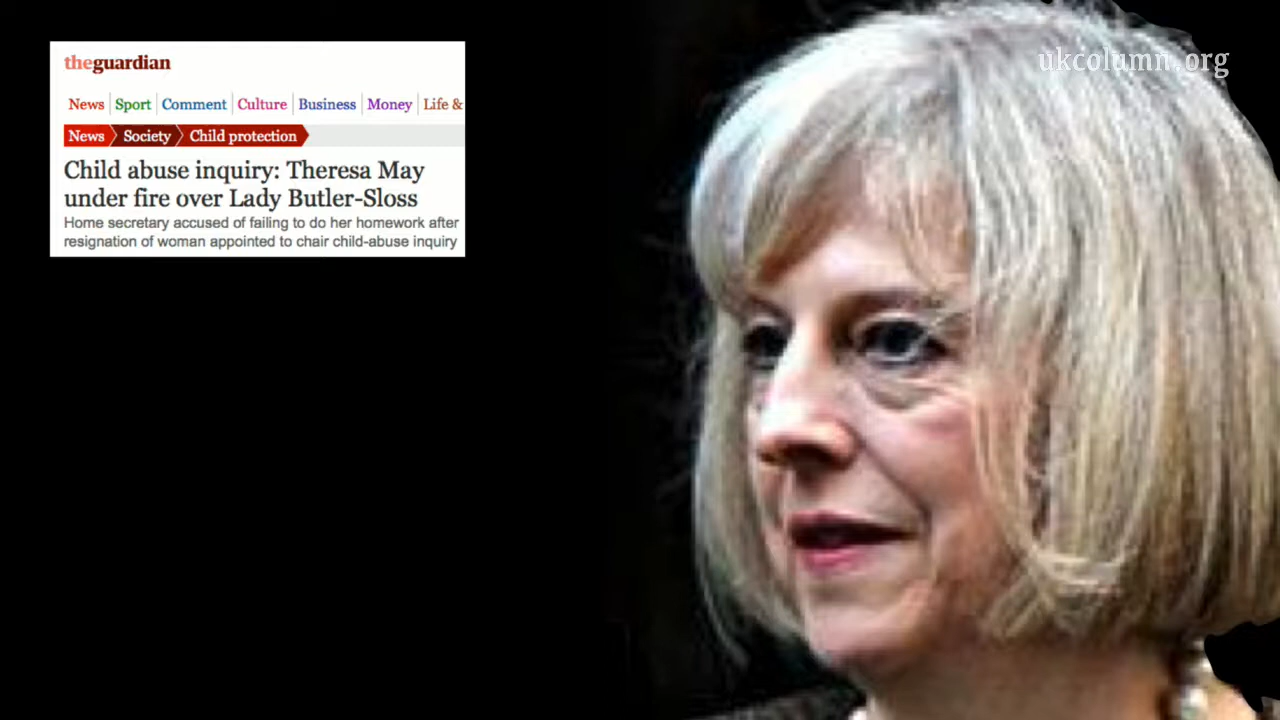 ukcolumn.org
theguardian
News Sport Comment Culture Business Money Life &
News Society Child protection
Child abuse inquiry: Theresa May
under fire over Lady Butler-Sloss
Home secretary accused of failing to do her homework after
resignation of woman appointed to chair child-abuse inquiry